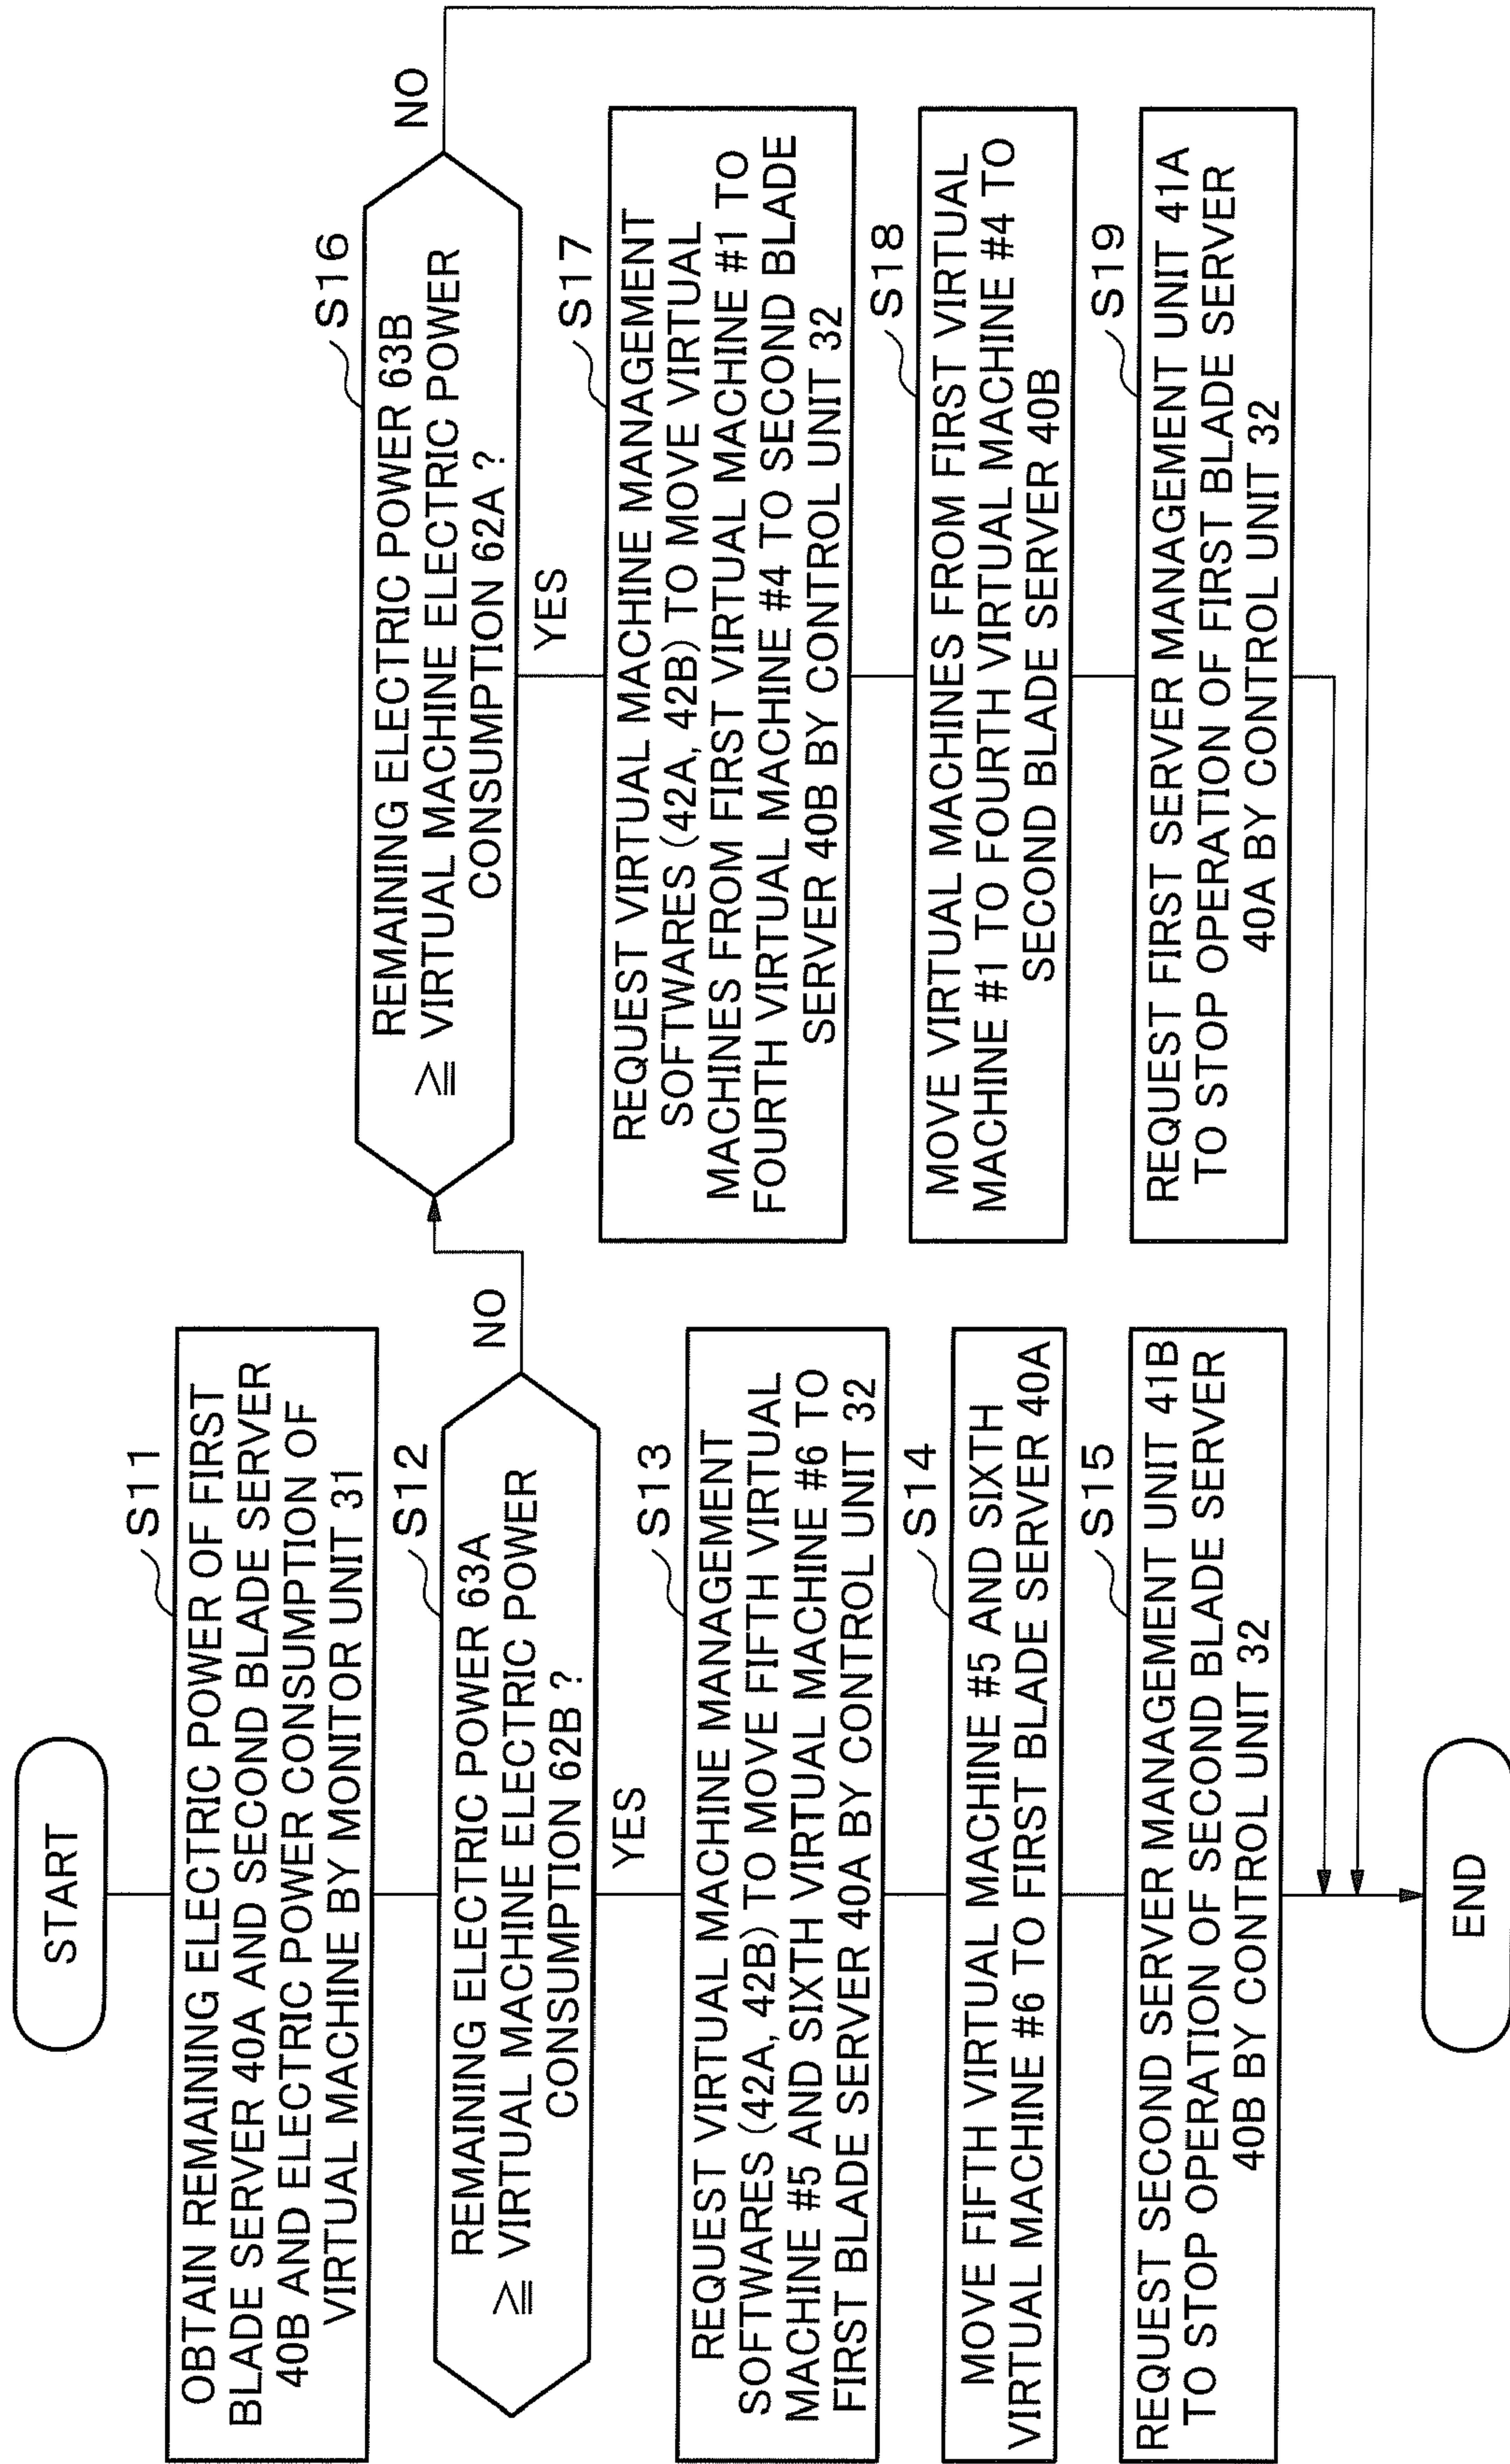 START
S11
OBTAIN REMAINING ELECTRIC POWER OF FIRST
BLADE SERVER 40A AND SECOND BLADE SERVER
40B AND ELECTRIC POWER CONSUMPTION OF
VIRTUAL MACHINE BY MONITOR UNIT 31
S12
REMAINING ELECTRIC POWER 63A
≧ VIRTUAL MACHINE ELECTRIC POWER
CONSUMPTION 62B ?
NO
YES
S13
REQUEST VIRTUAL MACHINE MANAGEMENT
SOFTWARES (42A, 42B) TO MOVE FIFTH VIRTUAL
MACHINE #5 AND SIXTH VIRTUAL MACHINE #6 TO
FIRST BLADE SERVER 40A BY CONTROL UNIT 32
S14
MOVE FIFTH VIRTUAL MACHINE #5 AND SIXTH
VIRTUAL MACHINE #6 TO FIRST BLADE SERVER 40A
S15
REQUEST SECOND SERVER MANAGEMENT UNIT 41B
TO STOP OPERATION OF SECOND BLADE SERVER
40B BY CONTROL UNIT 32
S16
REMAINING ELECTRIC POWER 63B
≧ VIRTUAL MACHINE ELECTRIC POWER
CONSUMPTION 62A ?
NO
YES
S17
REQUEST VIRTUAL MACHINE MANAGEMENT
SOFTWARES (42A, 42B) TO MOVE VIRTUAL
MACHINES FROM FIRST VIRTUAL MACHINE #1 TO
FOURTH VIRTUAL MACHINE #4 TO SECOND BLADE
SERVER 40B BY CONTROL UNIT 32
S18
MOVE VIRTUAL MACHINES FROM FIRST VIRTUAL
MACHINE #1 TO FOURTH VIRTUAL MACHINE #4 TO
SECOND BLADE SERVER 40B
S19
REQUEST FIRST SERVER MANAGEMENT UNIT 41A
TO STOP OPERATION OF FIRST BLADE SERVER
40A BY CONTROL UNIT 32
END